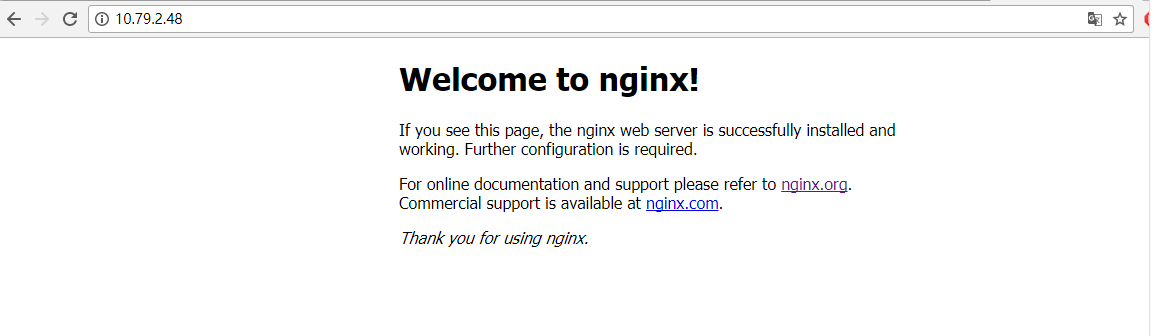 10.79.2.48
Welcome to nginx!
If you see this page, the nginx web server is successfully installed and
working. Further configuration is required.
For online documentation and support please refer to nginx.org.
Commercial support is available at nginx.com.
Thank you for using nginx.